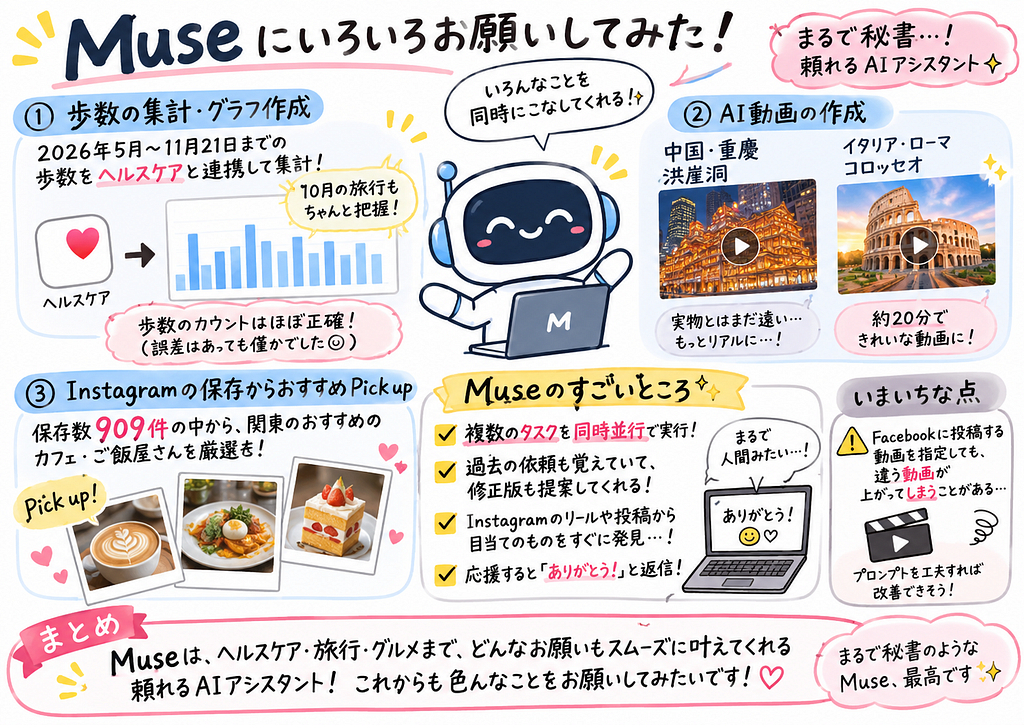 Museにいろいろお願いしてみた！
まるで秘書…！
頼れるAIアシスタント
いろんなことを
同時にこなしてくれる！
① 歩数の集計・グラフ作成
2026年5月〜11月21日までの
歩数をヘルスケアと連携して集計！
10月の旅行も
ちゃんと把握！
ヘルスケア
歩数のカウントはほぼ正確！
（誤差はあっても僅かでした☺）
M
② AI動画の作成
中国・重慶
洪崖洞
イタリア・ローマ
コロッセオ
実物とはまだ遠い…
もっとリアルに…！
約20分で
きれいな動画に！
③ Instagramの保存からおすすめPick up
保存数909件の中から、関東のおすすめの
カフェ・ご飯屋さんを厳選を！
Pick up！
Museのすごいところ
複数のタスクを同時並行で実行！
過去の依頼も覚えていて、
修正版も提案してくれる！
Instagramのリールや投稿から
目当てのものをすぐに発見…！
応援すると「ありがとう！」と返信！
まるで
人間みたい…！
ありがとう！
いまいちな点
Facebookに投稿する
動画を指定しても、
違う動画が
上がってしまうことがある…
プロンプトを工夫すれば
改善できそう！
まとめ
Museは、ヘルスケア・旅行・グルメまで、どんなお願いもスムーズに叶えてくれる
頼れるAIアシスタント！ これからも色んなことをお願いしてみたいです！♡
まるで秘書のような
Muse、最高です